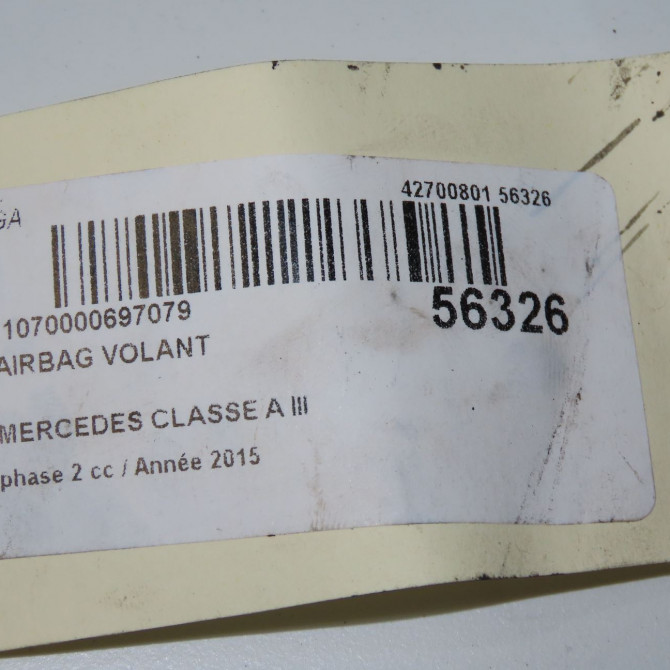 42700801 56326
GA
1070000697079
56326
AIRBAG VOLANT
MERCEDES CLASSE A III
phase 2 cc / Année 2015